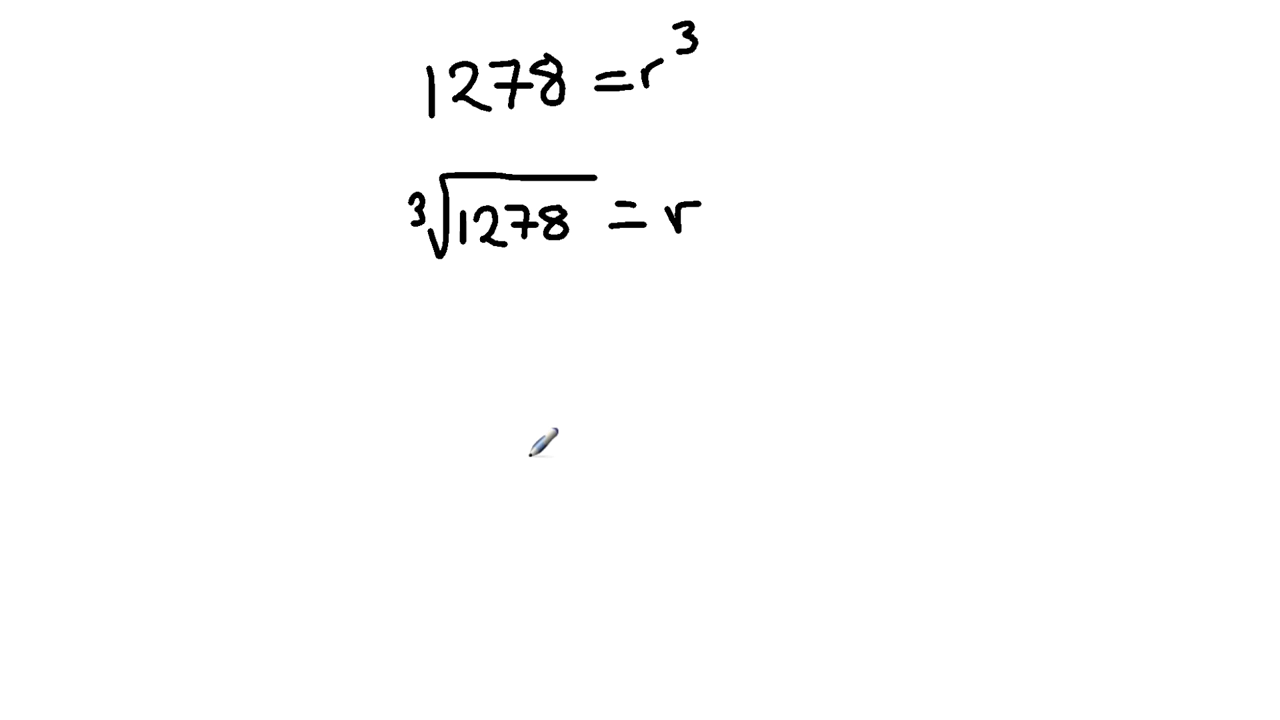 1278 = r³
∛1278 = r